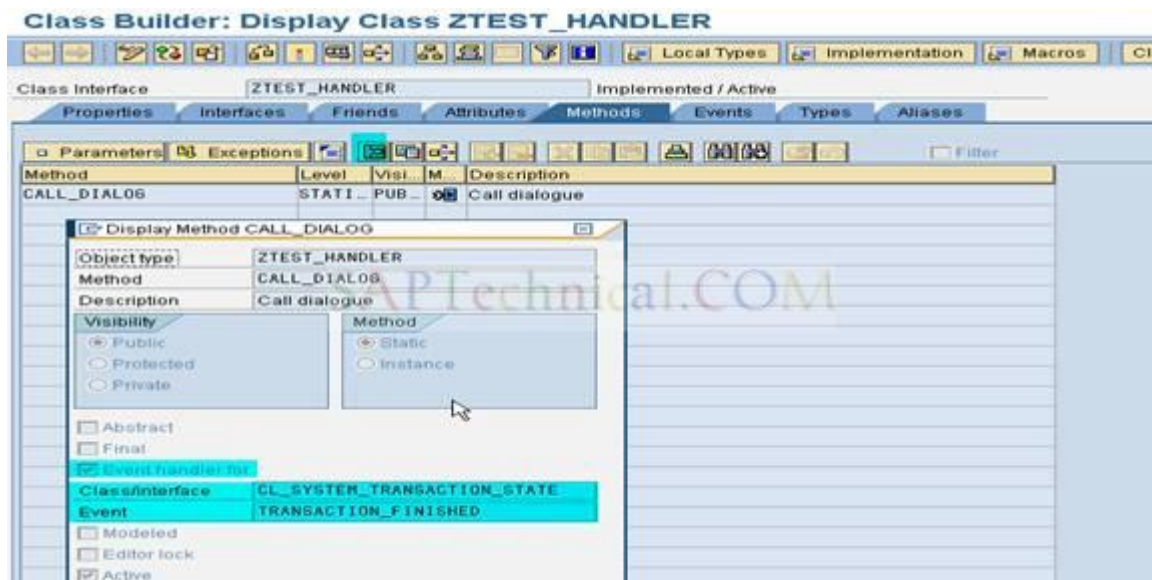 Class Builder: Display Class ZTEST_HANDLER
Local Types Implementation Macros Cl
Class Interface ZTEST_HANDLER Implemented / Active
Properties Interfaces Friends Attributes Methods Events Types Aliases
Parameters Exceptions Filter
Method Level Visi... M... Description
CALL_DIALOG STATI... PUB... Call dialogue
Display Method CALL_DIALOG
Object type ZTEST_HANDLER
Method CALL_DIALOG
Description Call dialogue
SAPTechnical.COM
Visibility Method
Public Static
Protected Instance
Private
Abstract
Final
Event handler for
Class/interface CL_SYSTEM_TRANSACTION_STATE
Event TRANSACTION_FINISHED
Modeled
Editor lock
Active